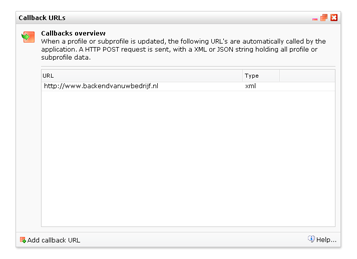 Callback URLs
Callbacks overview
When a profile or subprofile is updated, the following URL's are automatically called by the
application. A HTTP POST request is sent, with a XML or JSON string holding all profile or
subprofile data.
URL Type
http://www.backendvanuwbedrijf.nl xml
Add callback URL Help...